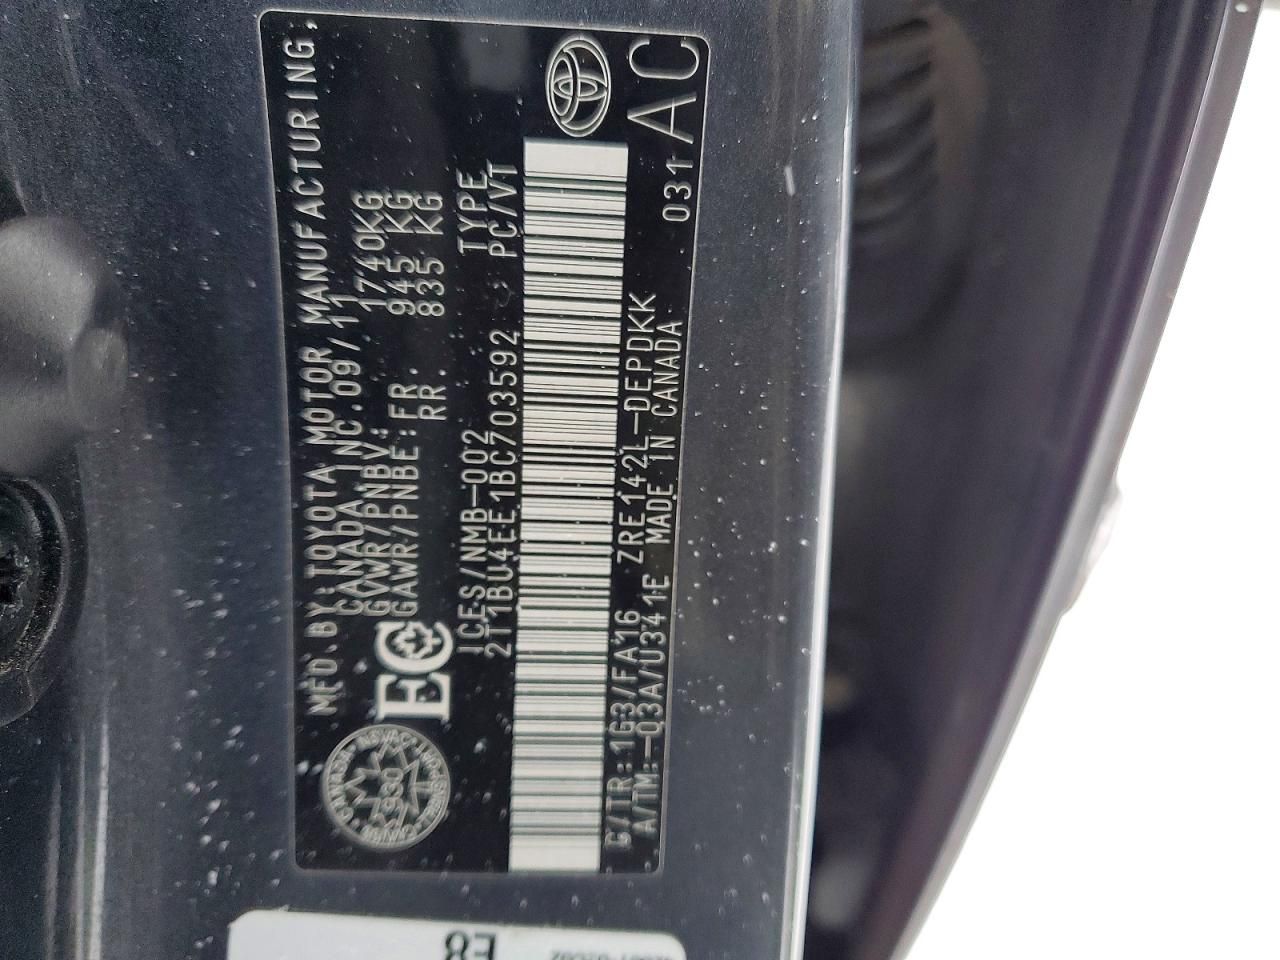 MFD.BY:TOYOTA MOTOR MANUFACTURING,
CANADA INC.09/11
GVWR/PNBV: 1740KG
GAWR/PNBE:FR. 945 KG
RR. 835 KG
EC
930
ICES/NMB-002
TYPE
2T1BU4EE1BC703592 PC/VT
C/TR:1G3/FA16 ZRE142L-DEPDKK
A/TM:-03A/U341E MADE IN CANADA
031 AC
E8